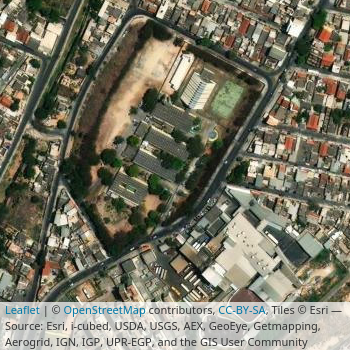 Leaflet | © OpenStreetMap contributors, CC-BY-SA, Tiles © Esri —
Source: Esri, i-cubed, USDA, USGS, AEX, GeoEye, Getmapping,
Aerogrid, IGN, IGP, UPR-EGP, and the GIS User Community